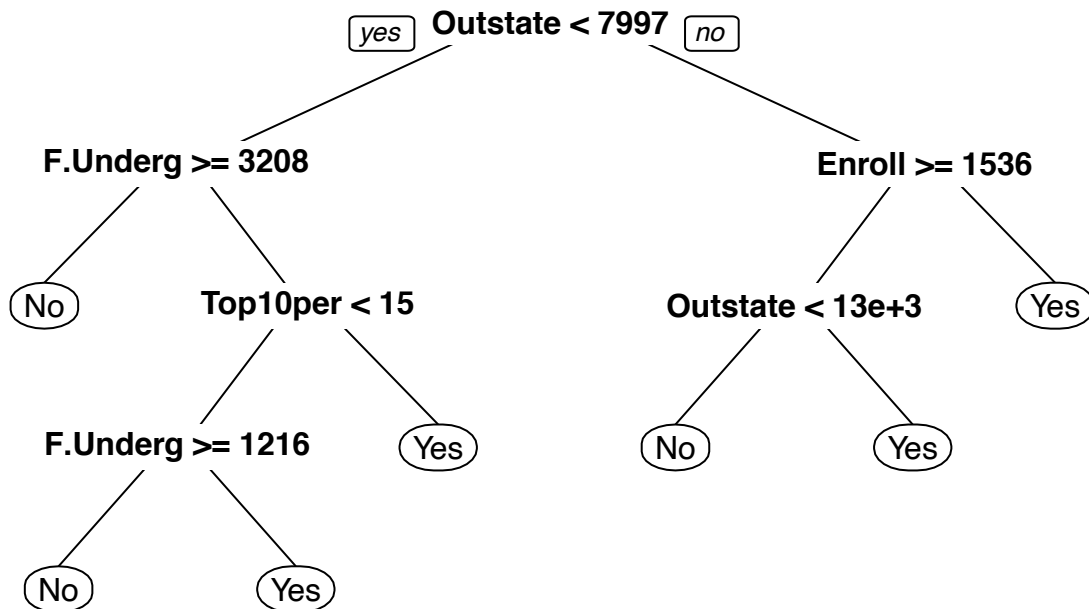 yes Outstate < 7997 no
F.Underg >= 3208 Enroll >= 1536
No Top10per < 15 Outstate < 13e+3 Yes
F.Underg >= 1216 Yes No Yes
No Yes